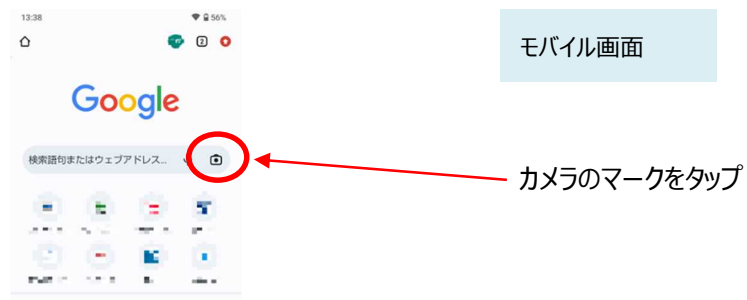 13:38
56%
2
モバイル画面
Google
検索語句またはウェブアドレス...
カメラのマークをタップ